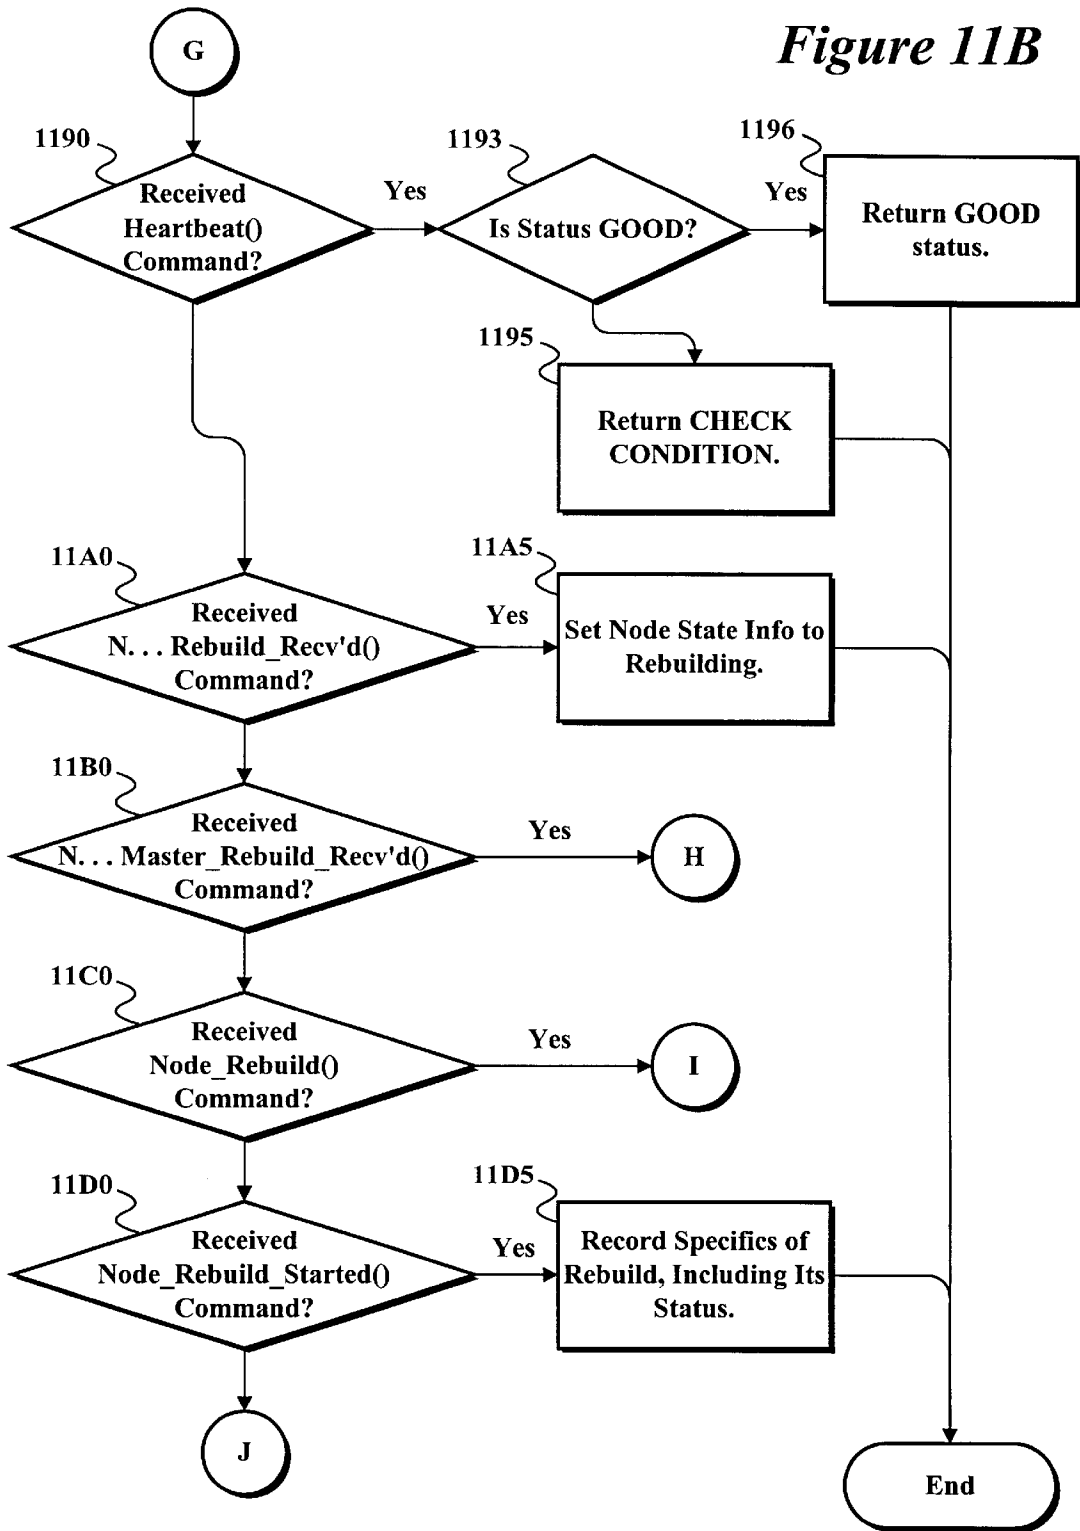 Figure 11B
G
1190
Received
Heartbeat()
Command?
Yes
1193
Is Status GOOD?
Yes
1196
Return GOOD
status.
1195
Return CHECK
CONDITION.
11A0
Received
N. . . Rebuild_Recv'd()
Command?
Yes
11A5
Set Node State Info to
Rebuilding.
11B0
Received
N. . . Master_Rebuild_Recv'd()
Command?
Yes
H
11C0
Received
Node_Rebuild()
Command?
Yes
I
11D0
Received
Node_Rebuild_Started()
Command?
Yes
11D5
Record Specifics of
Rebuild, Including Its
Status.
J
End